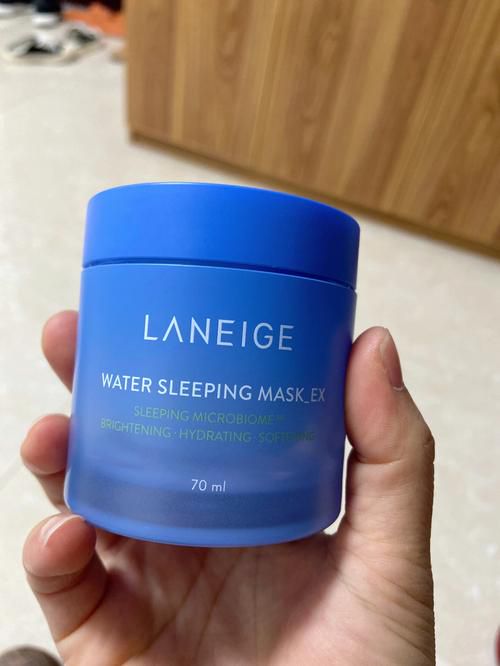 LANEIGE
WATER SLEEPING MASK_EX
SLEEPING MICROBIOME™
BRIGHTENING · HYDRATING · SOFTENING
70 ml